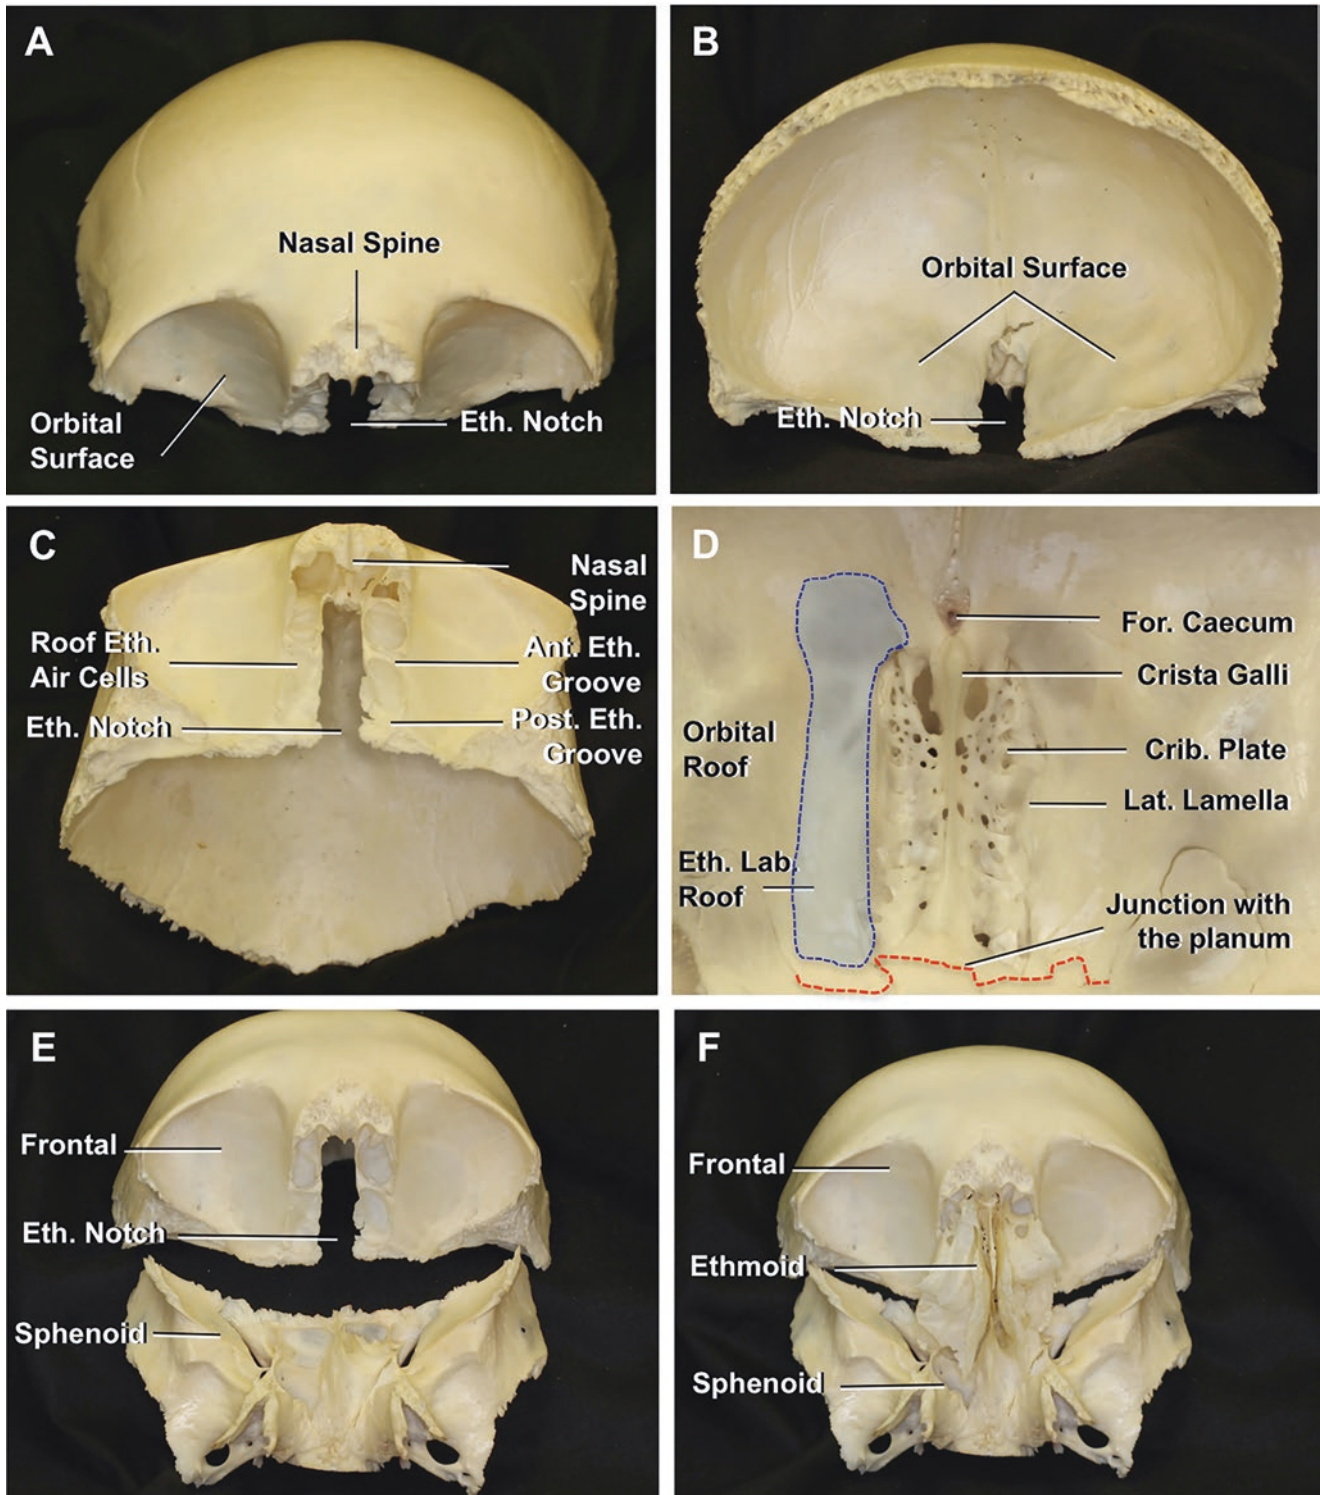 A
Nasal Spine
Orbital
Surface
Eth. Notch
B
Orbital Surface
Eth. Notch
C
Nasal
Spine
Roof Eth.
Air Cells
Ant. Eth.
Groove
Eth. Notch
Post. Eth.
Groove
D
For. Caecum
Crista Galli
Orbital
Roof
Crib. Plate
Lat. Lamella
Eth. Lab.
Roof
Junction with
the planum
E
Frontal
Eth. Notch
Sphenoid
F
Frontal
Ethmoid
Sphenoid